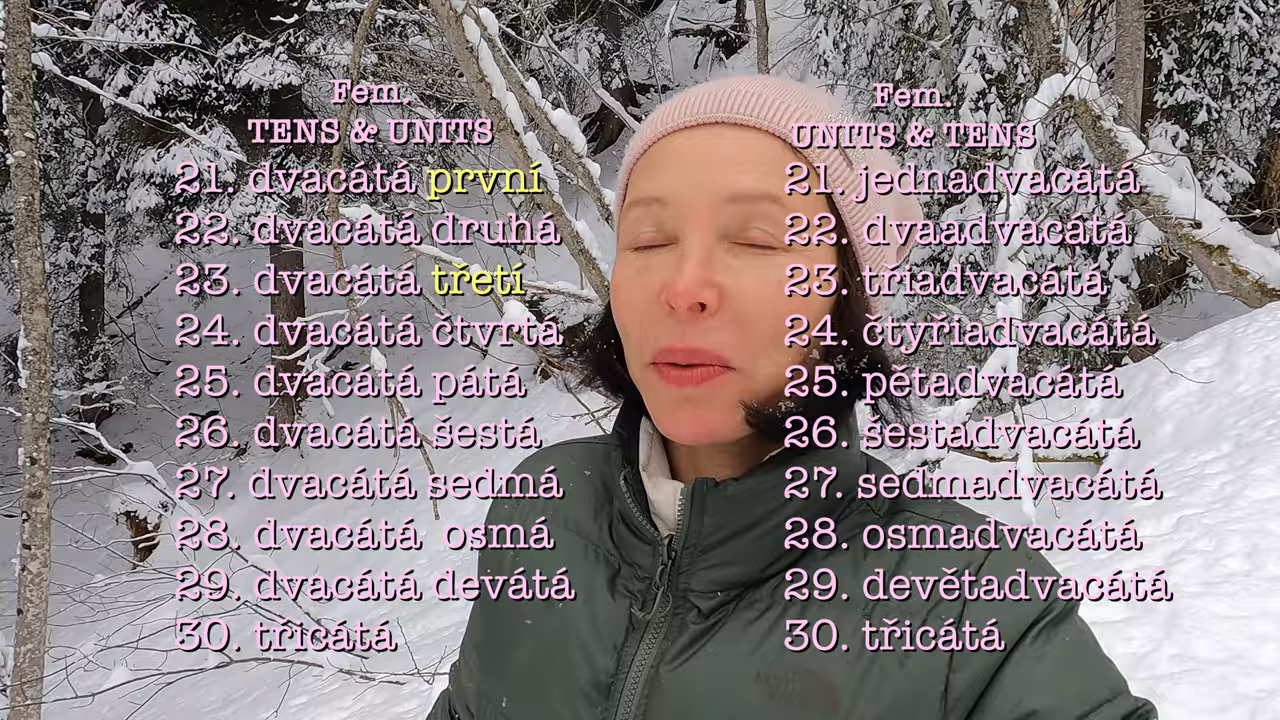 Fem.
TENS & UNITS
21. dvacátá první
22. dvacátá druhá
23. dvacátá třetí
24. dvacátá čtvrtá
25. dvacátá pátá
26. dvacátá šestá
27. dvacátá sedmá
28. dvacátá osmá
29. dvacátá devátá
30. třicátá
Fem.
UNITS & TENS
21. jednadvacátá
22. dvaadvacátá
23. třiadvacátá
24. čtyřiadvacátá
25. pětadvacátá
26. šestadvacátá
27. sedmadvacátá
28. osmadvacátá
29. devětadvacátá
30. třicátá